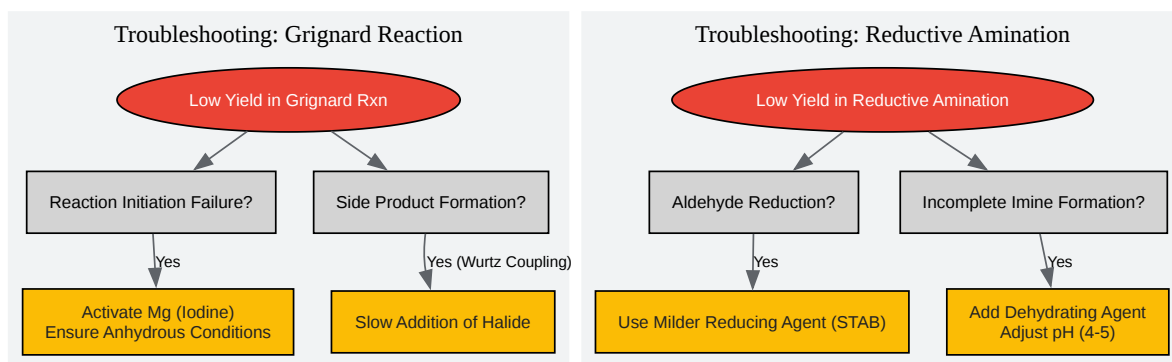 Troubleshooting: Grignard Reaction
Low Yield in Grignard Rxn
Reaction Initiation Failure?
Side Product Formation?
Yes
Yes (Wurtz Coupling)
Activate Mg (Iodine)
Ensure Anhydrous Conditions
Slow Addition of Halide
Troubleshooting: Reductive Amination
Low Yield in Reductive Amination
Aldehyde Reduction?
Incomplete Imine Formation?
Yes
Yes
Use Milder Reducing Agent (STAB)
Add Dehydrating Agent
Adjust pH (4-5)